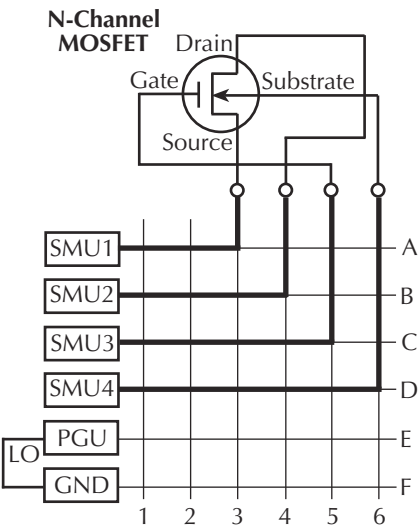 N-Channel
MOSFET
Drain
Gate
Substrate
Source
SMU1
A
SMU2
B
SMU3
C
SMU4
D
PGU
E
LO
GND
F
1 2 3 4 5 6